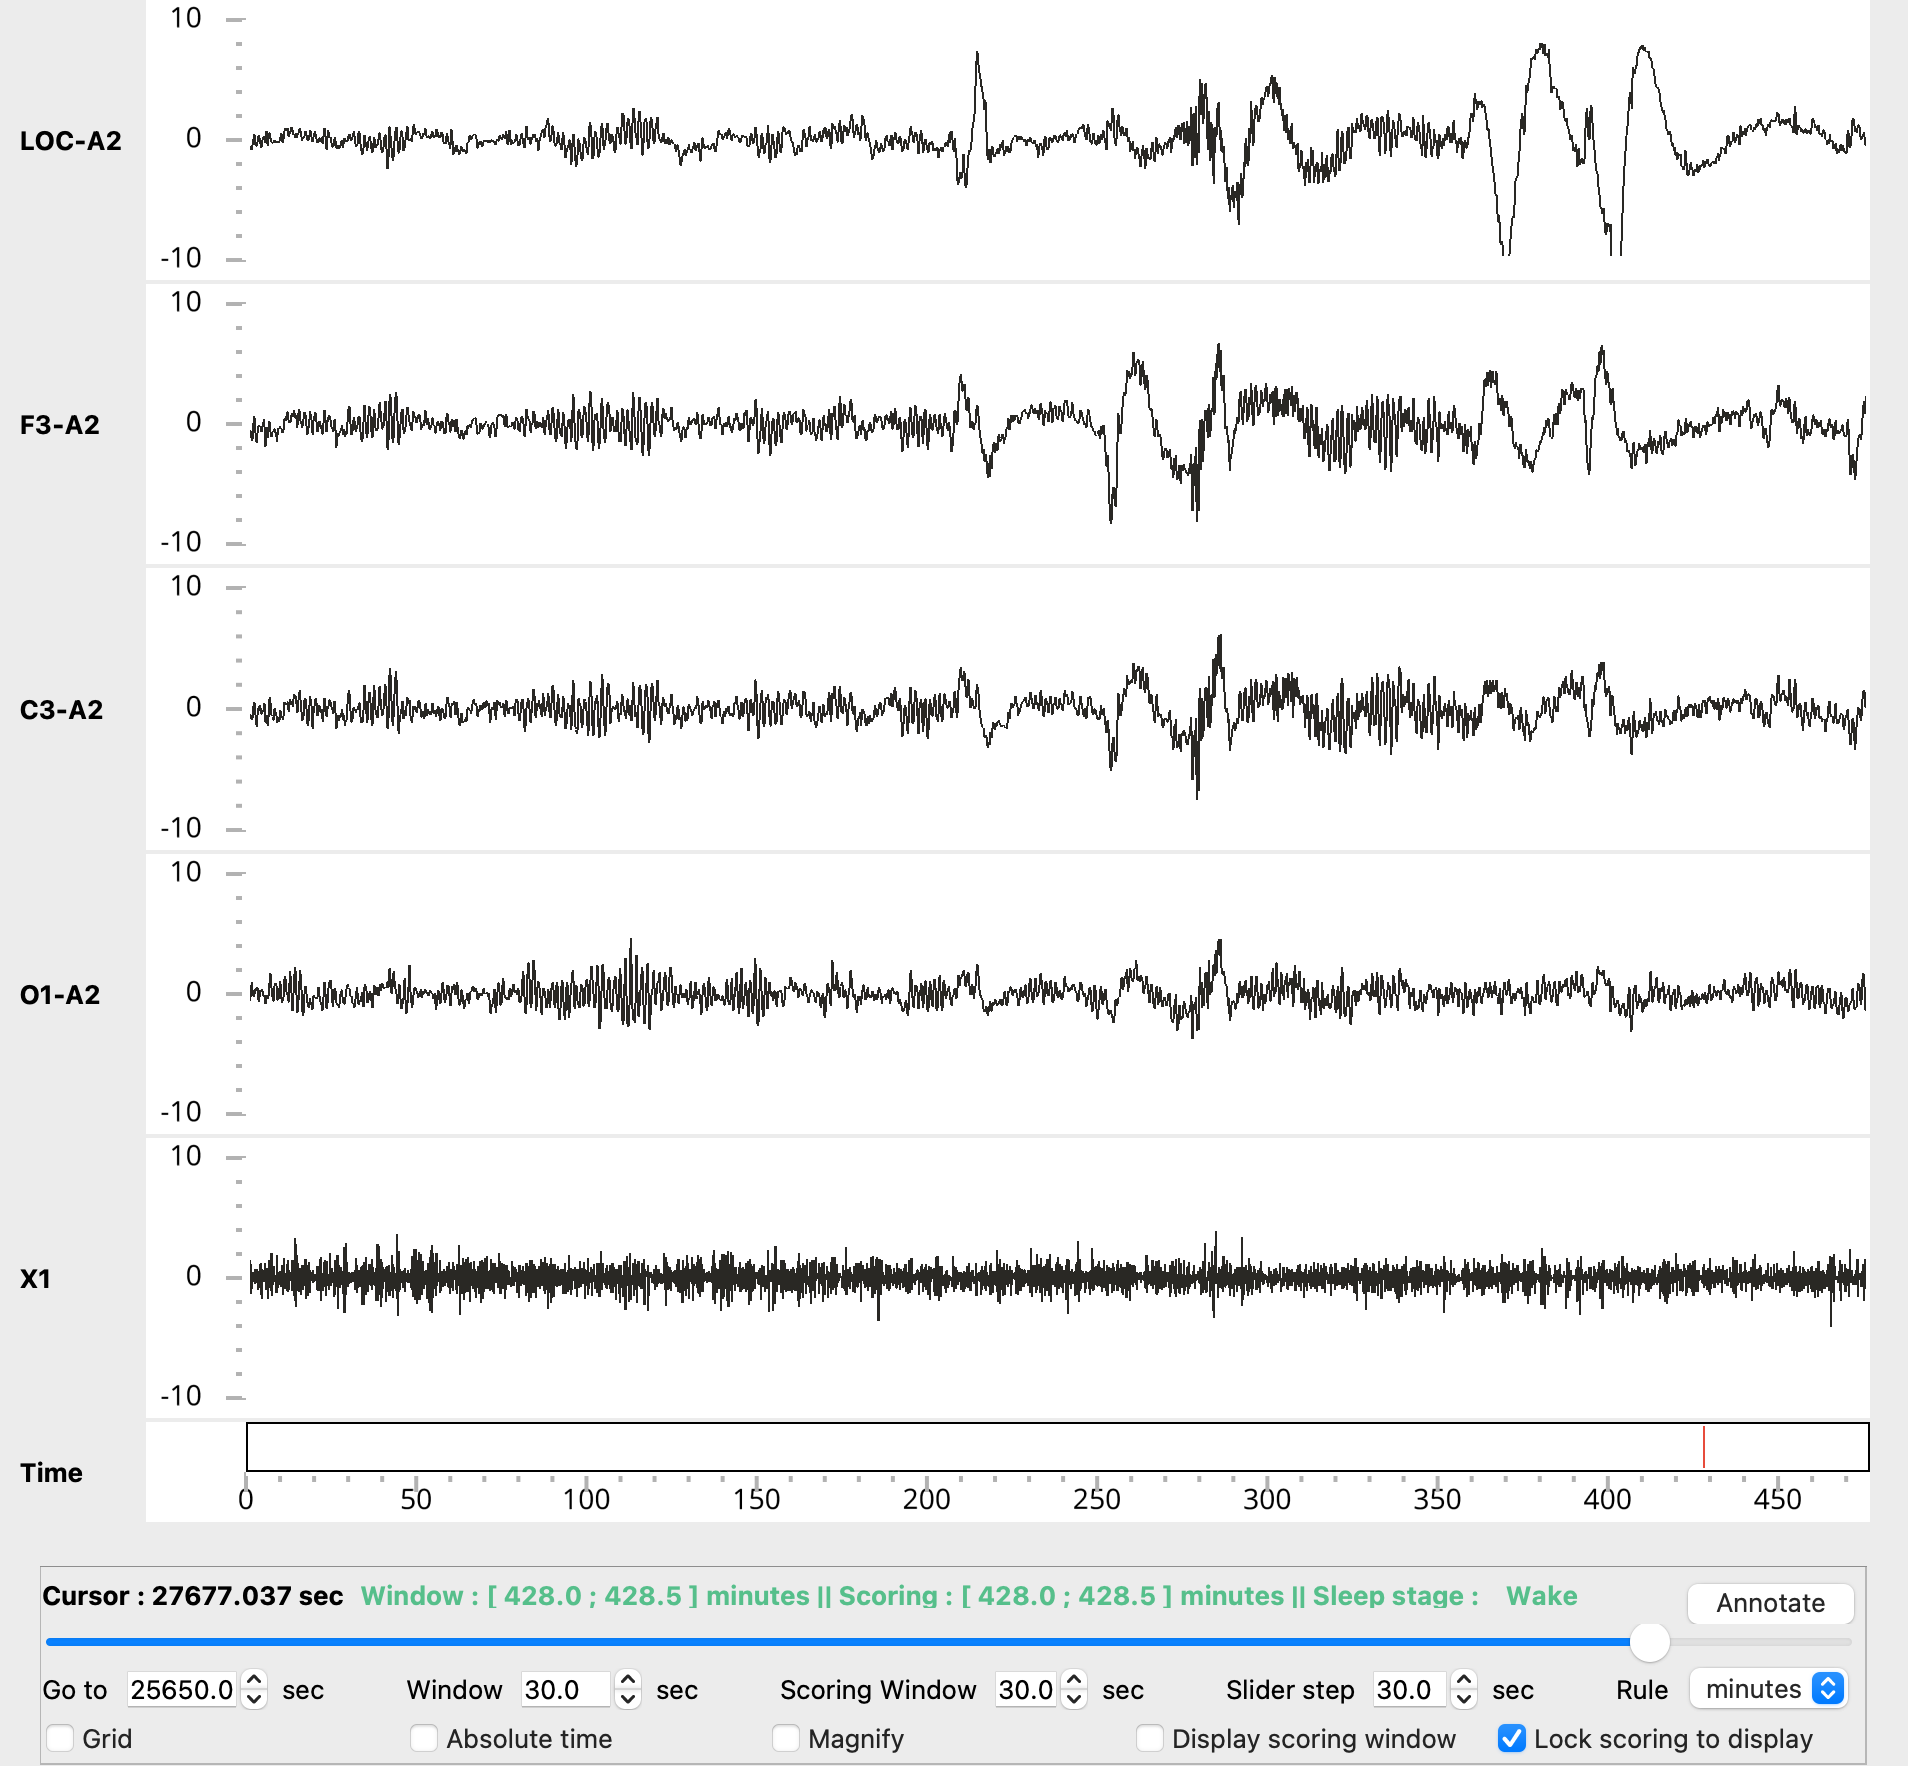 10
LOC-A2 0
-10
10
F3-A2 0
-10
10
C3-A2 0
-10
10
O1-A2 0
-10
10
X1 0
-10
Time
0 50 100 150 200 250 300 350 400 450
Cursor : 27677.037 sec Window : [ 428.0 ; 428.5 ] minutes || Scoring : [ 428.0 ; 428.5 ] minutes || Sleep stage : Wake Annotate
Go to 25650.0 sec Window 30.0 sec Scoring Window 30.0 sec Slider step 30.0 sec Rule minutes
Grid Absolute time Magnify Display scoring window Lock scoring to display